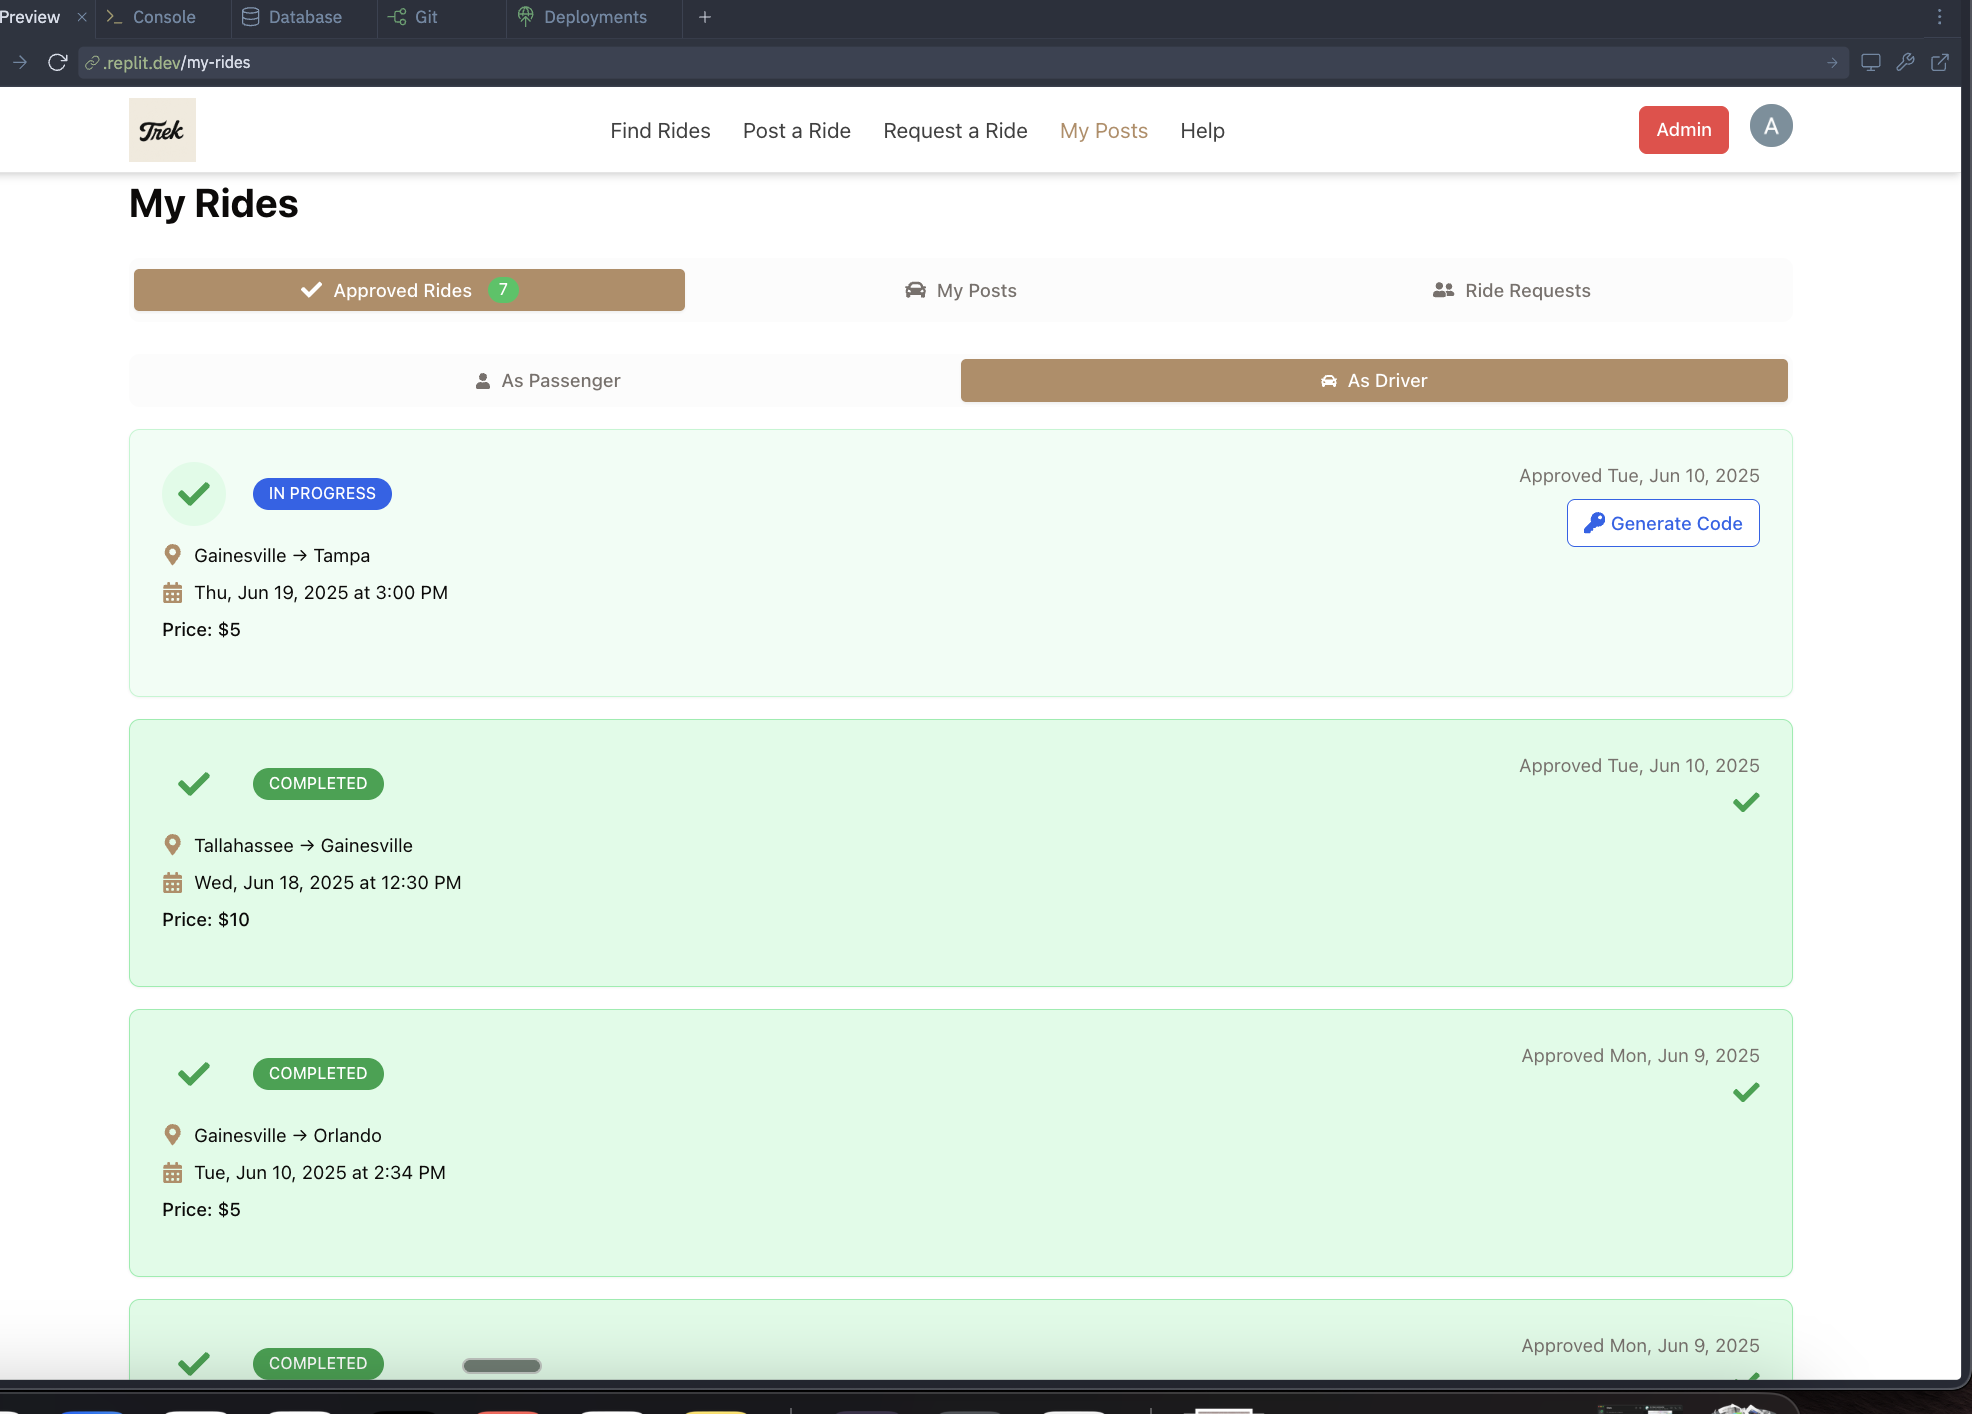 Preview
Console
Database
Git
Deployments
.replit.dev/my-rides
Trek
Find Rides
Post a Ride
Request a Ride
My Posts
Help
Admin
A
My Rides
Approved Rides 7
My Posts
Ride Requests
As Passenger
As Driver
IN PROGRESS
Approved Tue, Jun 10, 2025
Generate Code
Gainesville → Tampa
Thu, Jun 19, 2025 at 3:00 PM
Price: $5
COMPLETED
Approved Tue, Jun 10, 2025
Tallahassee → Gainesville
Wed, Jun 18, 2025 at 12:30 PM
Price: $10
COMPLETED
Approved Mon, Jun 9, 2025
Gainesville → Orlando
Tue, Jun 10, 2025 at 2:34 PM
Price: $5
COMPLETED
Approved Mon, Jun 9, 2025